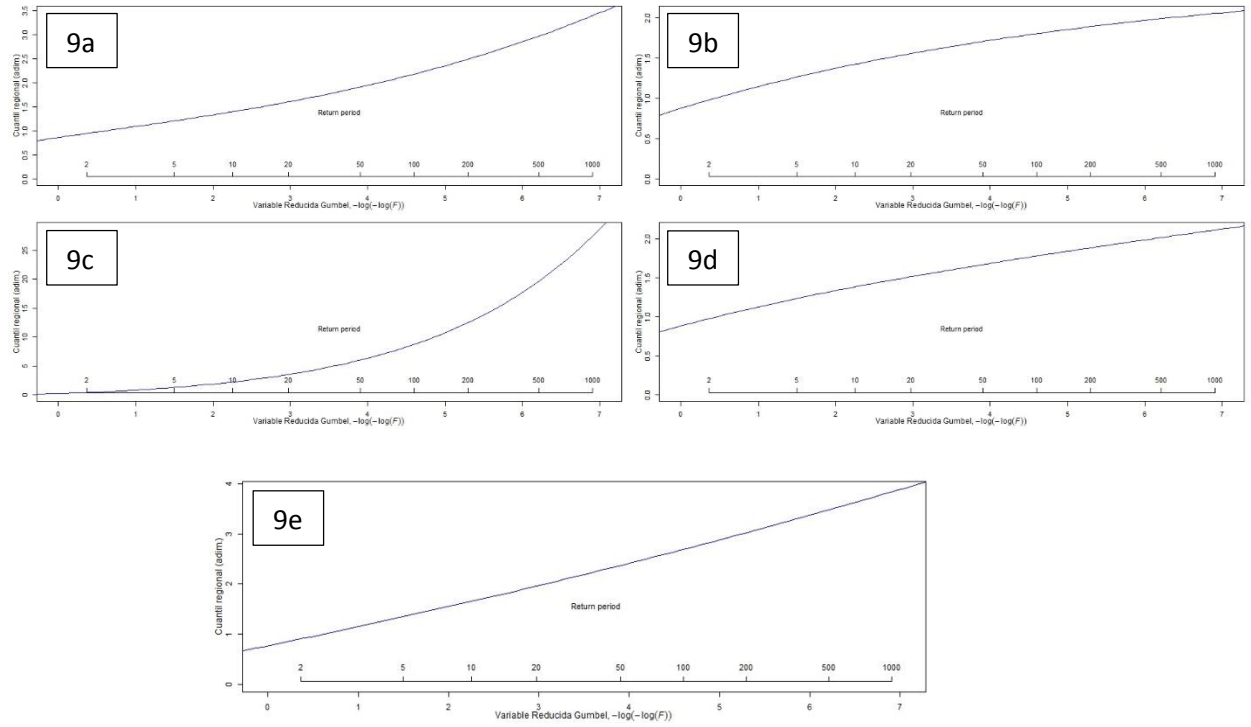 9a
Cuantil regional (adim.)
3.5
3.0
2.5
2.0
1.5
1.0
0.5
0.0
Return period
2 5 10 20 50 100 200 500 1000
0 1 2 3 4 5 6 7
Variable Reducida Gumbel, −log(−log(F))
9b
Cuantil regional (adim.)
2.0
1.5
1.0
0.5
0.0
Return period
2 5 10 20 50 100 200 500 1000
0 1 2 3 4 5 6 7
Variable Reducida Gumbel, −log(−log(F))
9c
Cuantil regional (adim.)
25
20
15
10
5
0
Return period
2 5 10 20 50 100 200 500 1000
0 1 2 3 4 5 6 7
Variable Reducida Gumbel, −log(−log(F))
9d
Cuantil regional (adim.)
2.0
1.5
1.0
0.5
0.0
Return period
2 5 10 20 50 100 200 500 1000
0 1 2 3 4 5 6 7
Variable Reducida Gumbel, −log(−log(F))
9e
Cuantil regional (adim.)
4
3
2
1
0
Return period
2 5 10 20 50 100 200 500 1000
0 1 2 3 4 5 6 7
Variable Reducida Gumbel, −log(−log(F))